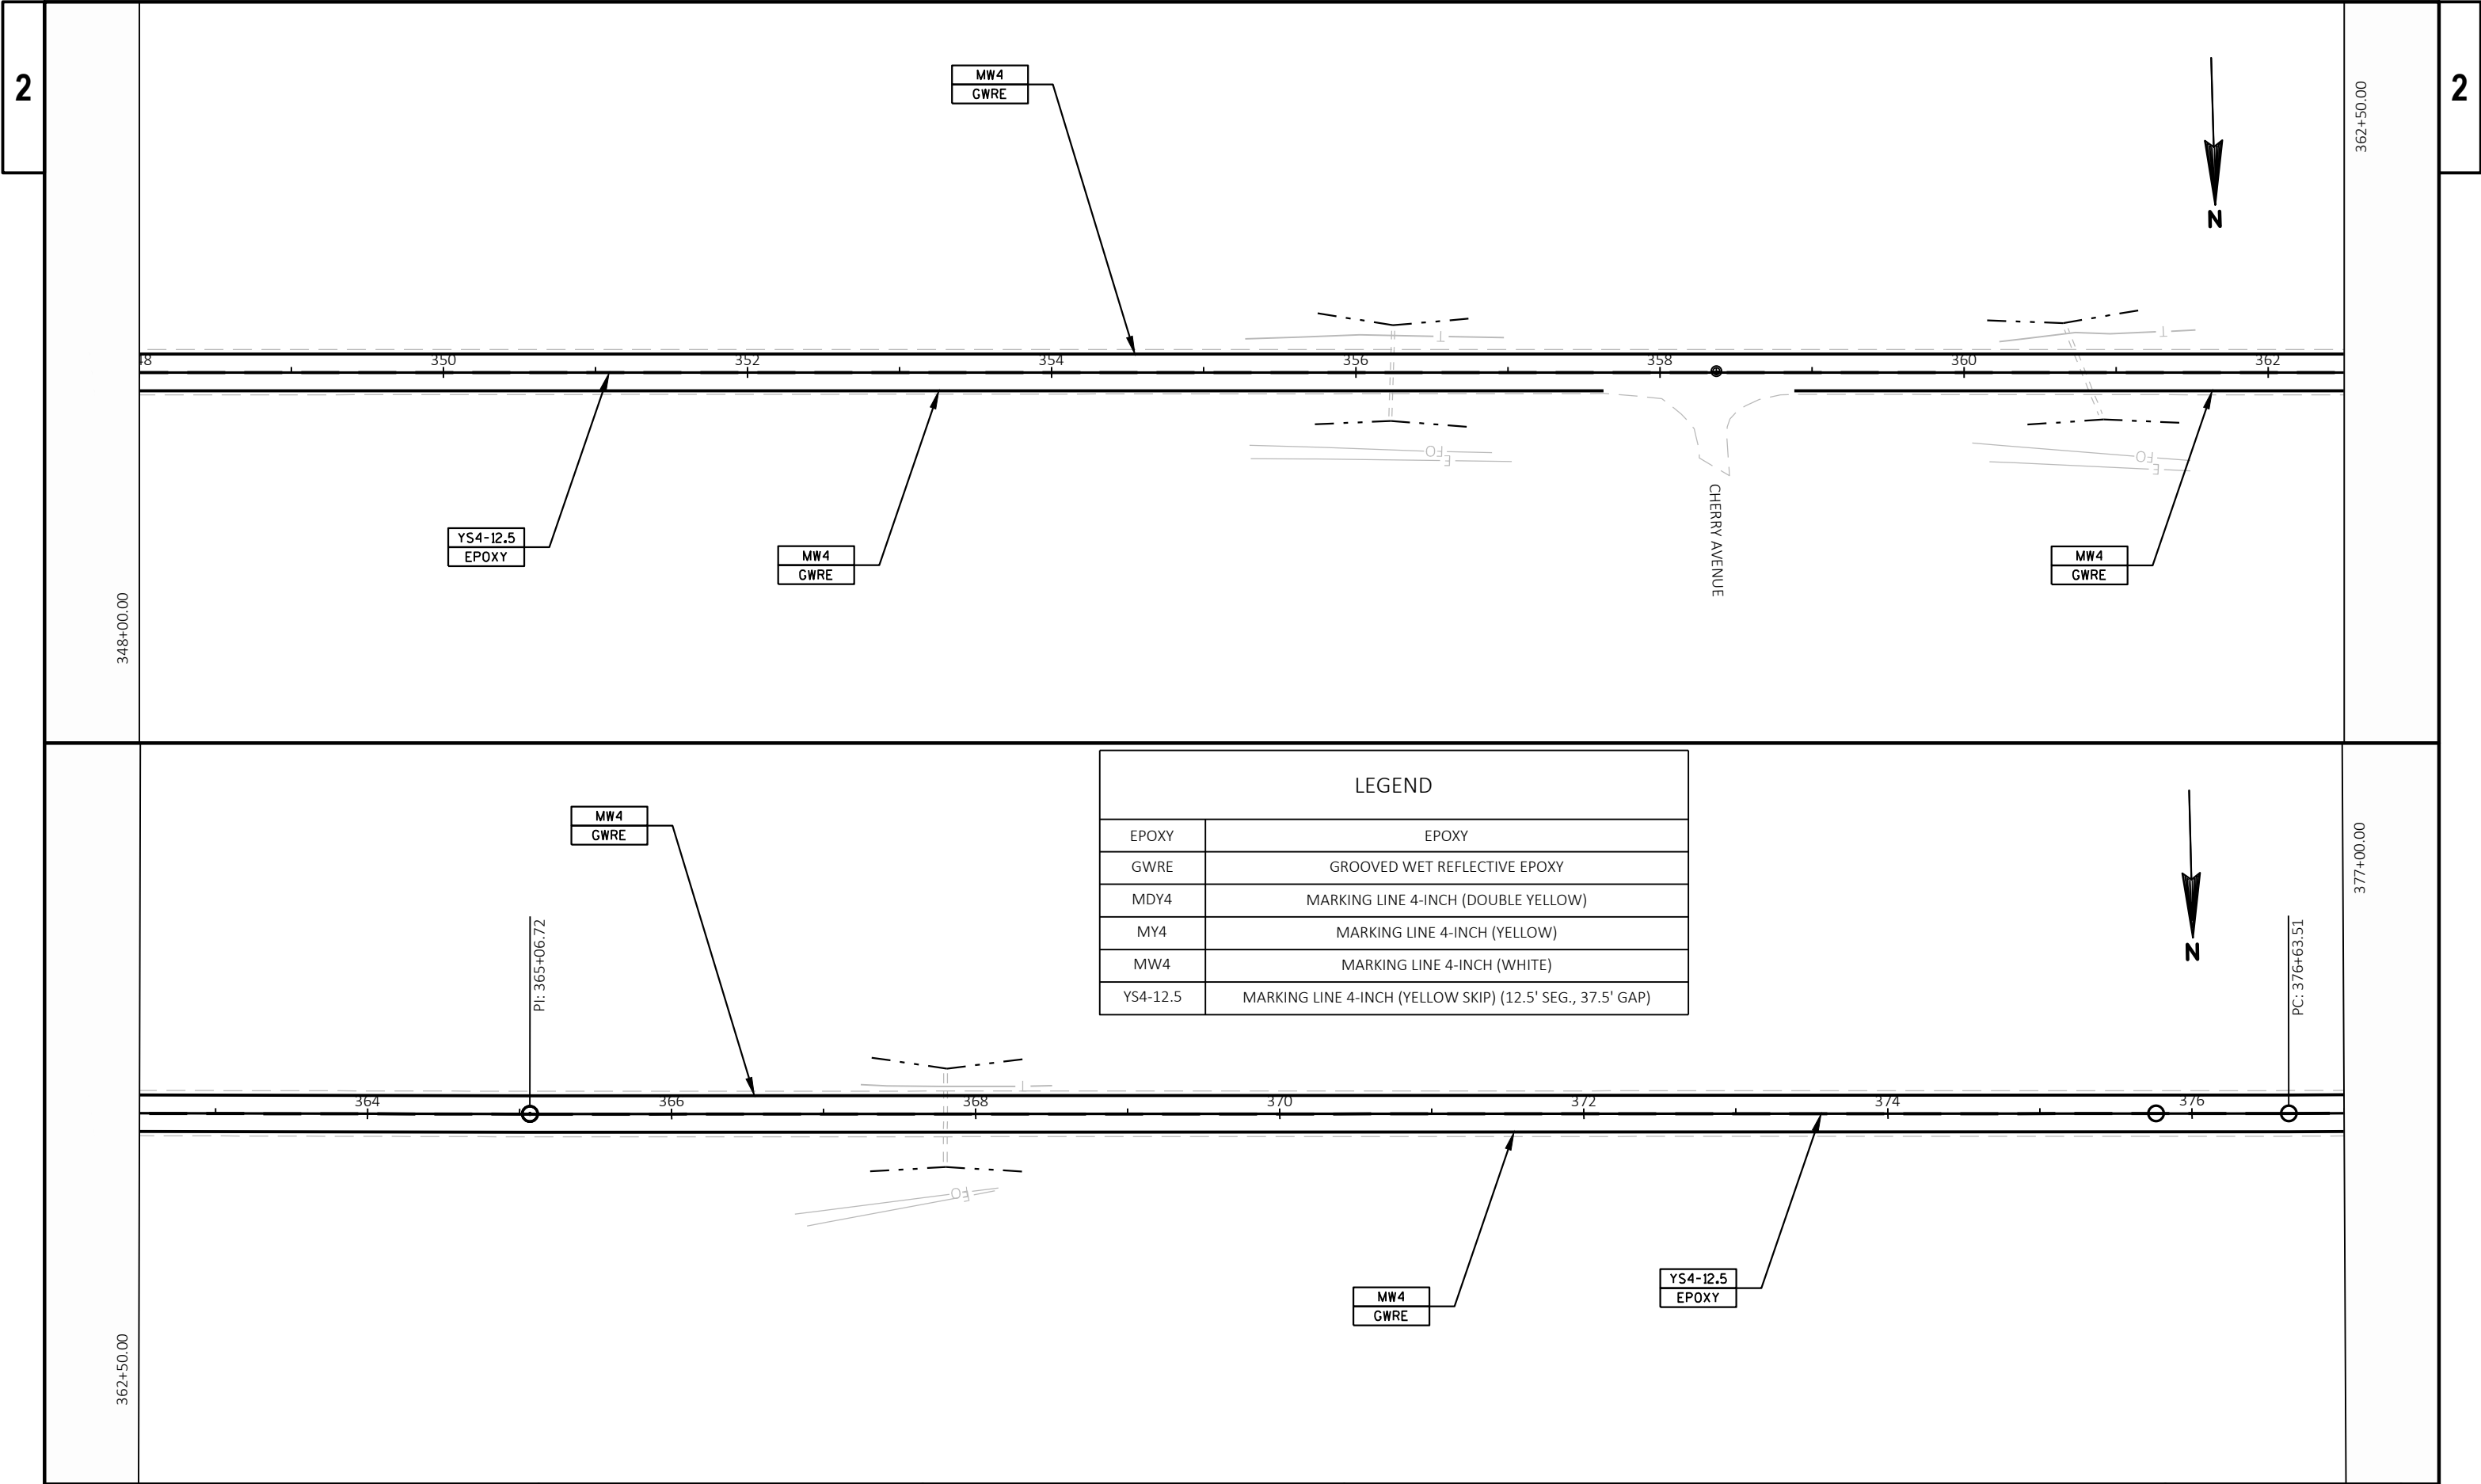 2
2
MW4
GWRE
362+50.00
N
350
352
354
356
358
360
362
T
T
FO
E
FO
E
YS4-12.5
EPOXY
MW4
GWRE
CHERRY AVENUE
MW4
GWRE
348+00.00
LEGEND
EPOXY EPOXY
GWRE GROOVED WET REFLECTIVE EPOXY
MDY4 MARKING LINE 4-INCH (DOUBLE YELLOW)
MY4 MARKING LINE 4-INCH (YELLOW)
MW4 MARKING LINE 4-INCH (WHITE)
YS4-12.5 MARKING LINE 4-INCH (YELLOW SKIP) (12.5' SEG., 37.5' GAP)
MW4
GWRE
377+00.00
N
PI: 365+06.72
PC: 376+63.51
T
364
366
368
370
372
374
376
FO
MW4
GWRE
YS4-12.5
EPOXY
362+50.00